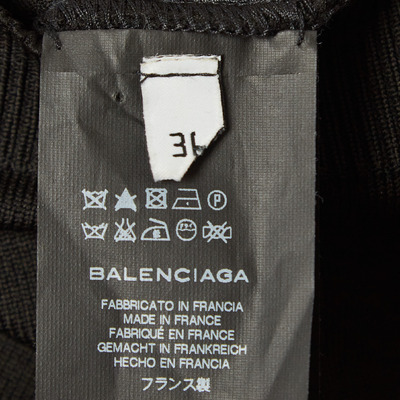 36
P
BALENCIAGA
FABBRICATO IN FRANCIA
MADE IN FRANCE
FABRIQUÉ EN FRANCE
GEMACHT IN FRANKREICH
HECHO EN FRANCIA
フランス製